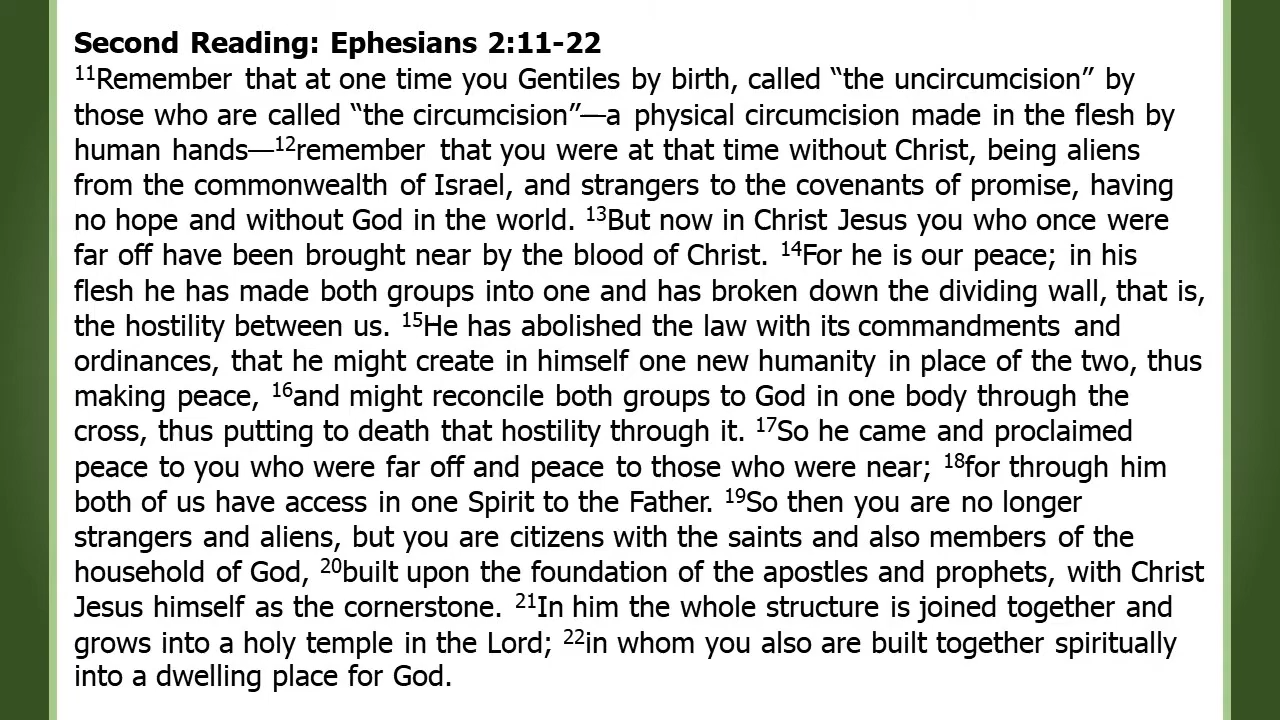 Second Reading: Ephesians 2:11-22
¹¹Remember that at one time you Gentiles by birth, called “the uncircumcision” by
those who are called “the circumcision”—a physical circumcision made in the flesh by
human hands—¹²remember that you were at that time without Christ, being aliens
from the commonwealth of Israel, and strangers to the covenants of promise, having
no hope and without God in the world. ¹³But now in Christ Jesus you who once were
far off have been brought near by the blood of Christ. ¹⁴For he is our peace; in his
flesh he has made both groups into one and has broken down the dividing wall, that is,
the hostility between us. ¹⁵He has abolished the law with its commandments and
ordinances, that he might create in himself one new humanity in place of the two, thus
making peace, ¹⁶and might reconcile both groups to God in one body through the
cross, thus putting to death that hostility through it. ¹⁷So he came and proclaimed
peace to you who were far off and peace to those who were near; ¹⁸for through him
both of us have access in one Spirit to the Father. ¹⁹So then you are no longer
strangers and aliens, but you are citizens with the saints and also members of the
household of God, ²⁰built upon the foundation of the apostles and prophets, with Christ
Jesus himself as the cornerstone. ²¹In him the whole structure is joined together and
grows into a holy temple in the Lord; ²²in whom you also are built together spiritually
into a dwelling place for God.